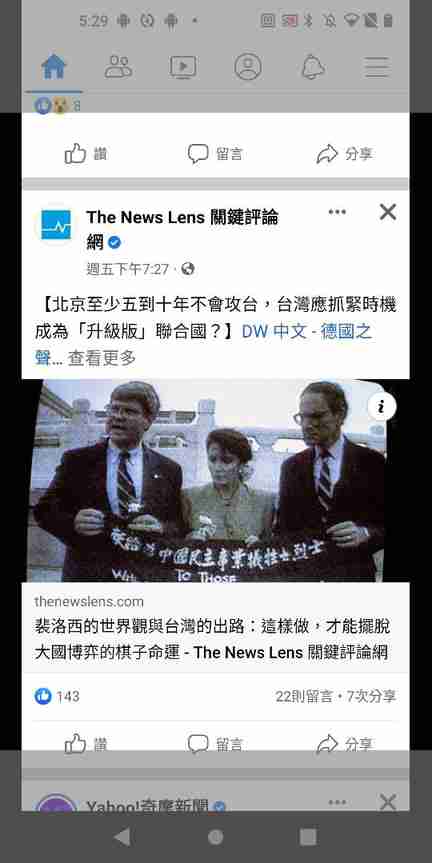 5:29
8
讚
留言
分享
The News Lens 關鍵評論
網
週五下午7:27
【北京至少五到十年不會攻台，台灣應抓緊時機
成為「升級版」聯合國？】DW 中文 - 德國之
聲... 查看更多
i
獻給為中國民主事業犧牲的烈士
TO THOSE
thenewslens.com
裴洛西的世界觀與台灣的出路：這樣做，才能擺脫
大國博弈的棋子命運 - The News Lens 關鍵評論網
143
22則留言・7次分享
讚
留言
分享
Yahoo!奇摩新聞